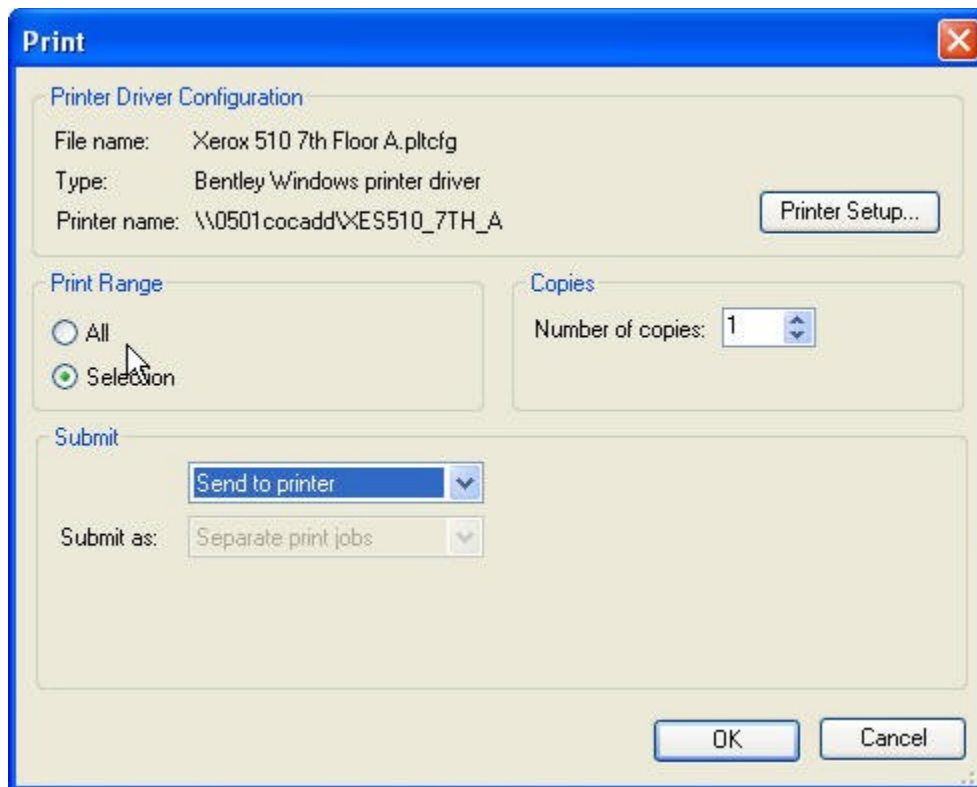 Print
Printer Driver Configuration
File name: Xerox 510 7th Floor A.pltcfg
Type: Bentley Windows printer driver
Printer name: \\0501cocadd\XES510_7TH_A
Printer Setup...
Print Range
All
Selection
Copies
Number of copies: 1
Submit
Send to printer
Submit as: Separate print jobs
OK
Cancel